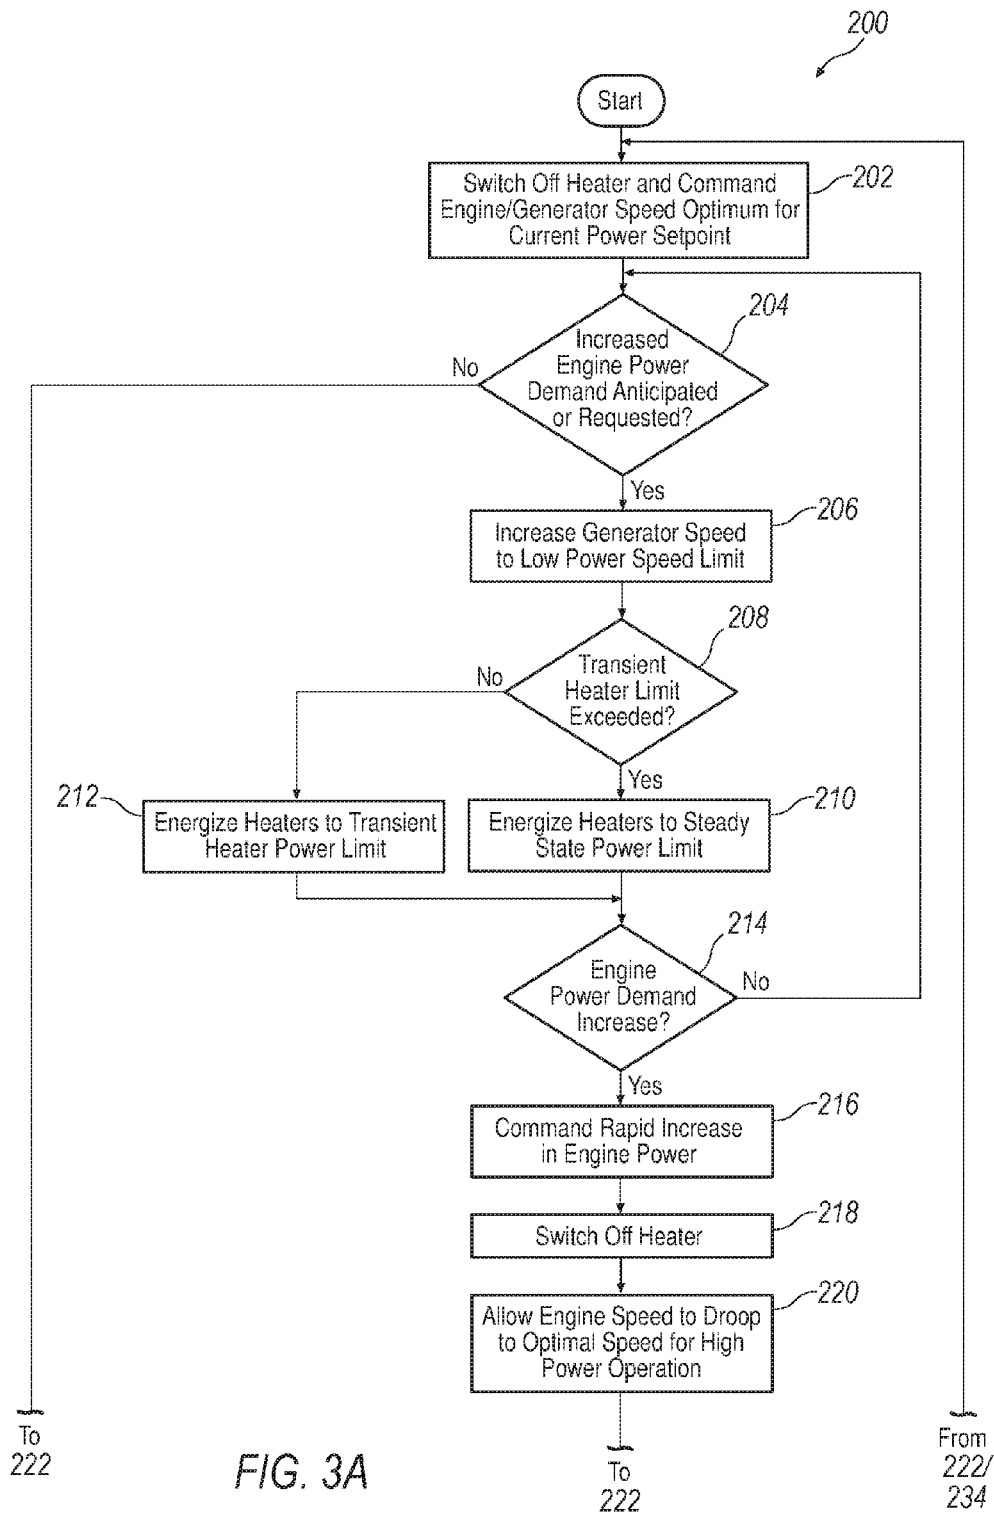 200
Start
Switch Off Heater and Command
Engine/Generator Speed Optimum for
Current Power Setpoint
202
204
Increased
Engine Power
Demand Anticipated
or Requested?
No
Yes
206
Increase Generator Speed
to Low Power Speed Limit
208
Transient
Heater Limit
Exceeded?
No
Yes
212
Energize Heaters to Transient
Heater Power Limit
210
Energize Heaters to Steady
State Power Limit
214
Engine
Power Demand
Increase?
No
Yes
216
Command Rapid Increase
in Engine Power
218
Switch Off Heater
220
Allow Engine Speed to Droop
to Optimal Speed for High
Power Operation
To
222
FIG. 3A
To
222
From
222/
234